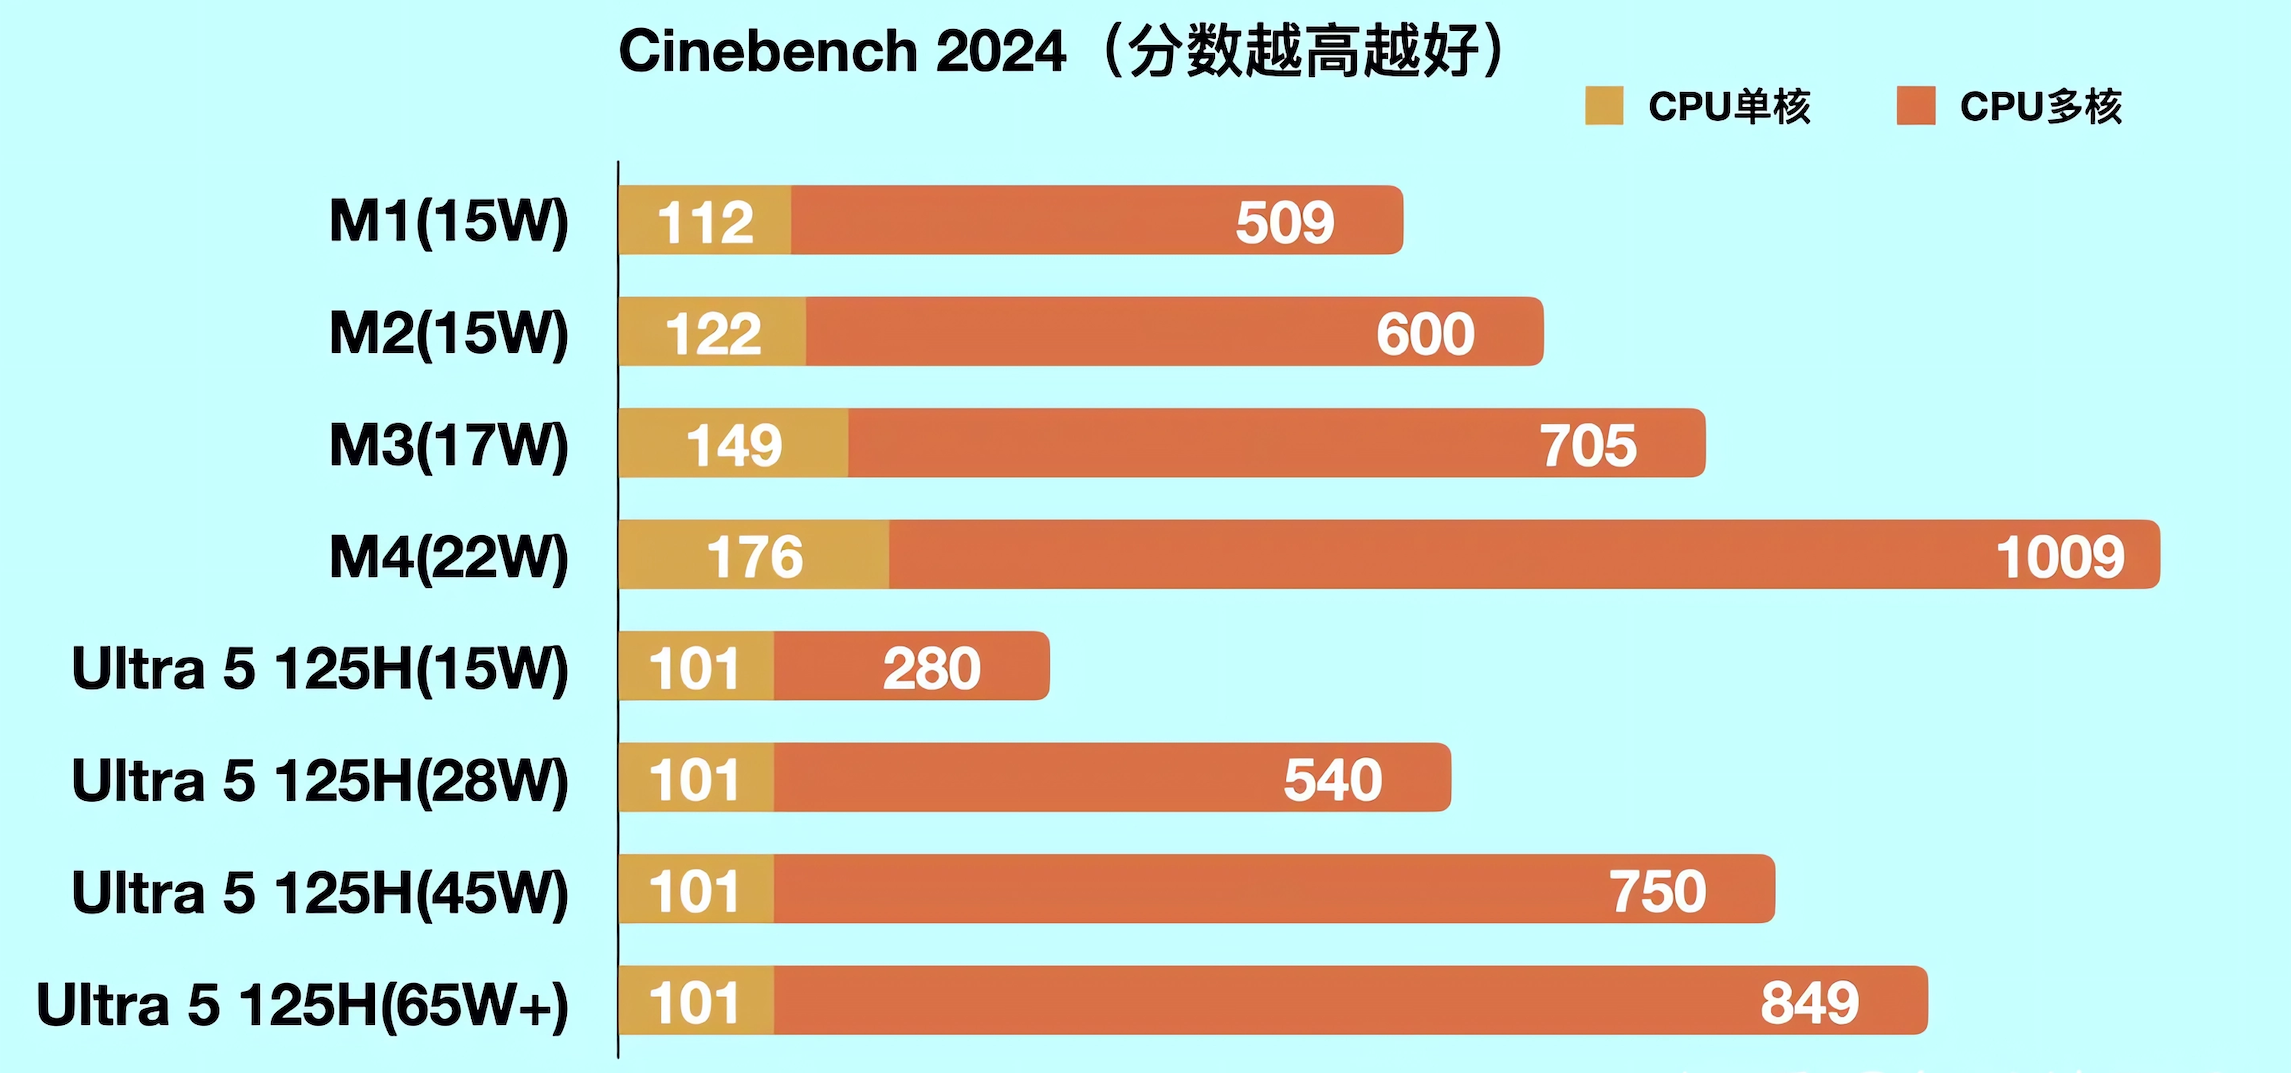 Cinebench 2024（分数越高越好）
CPU单核 CPU多核
M1(15W) 112 509
M2(15W) 122 600
M3(17W) 149 705
M4(22W) 176 1009
Ultra 5 125H(15W) 101 280
Ultra 5 125H(28W) 101 540
Ultra 5 125H(45W) 101 750
Ultra 5 125H(65W+) 101 849